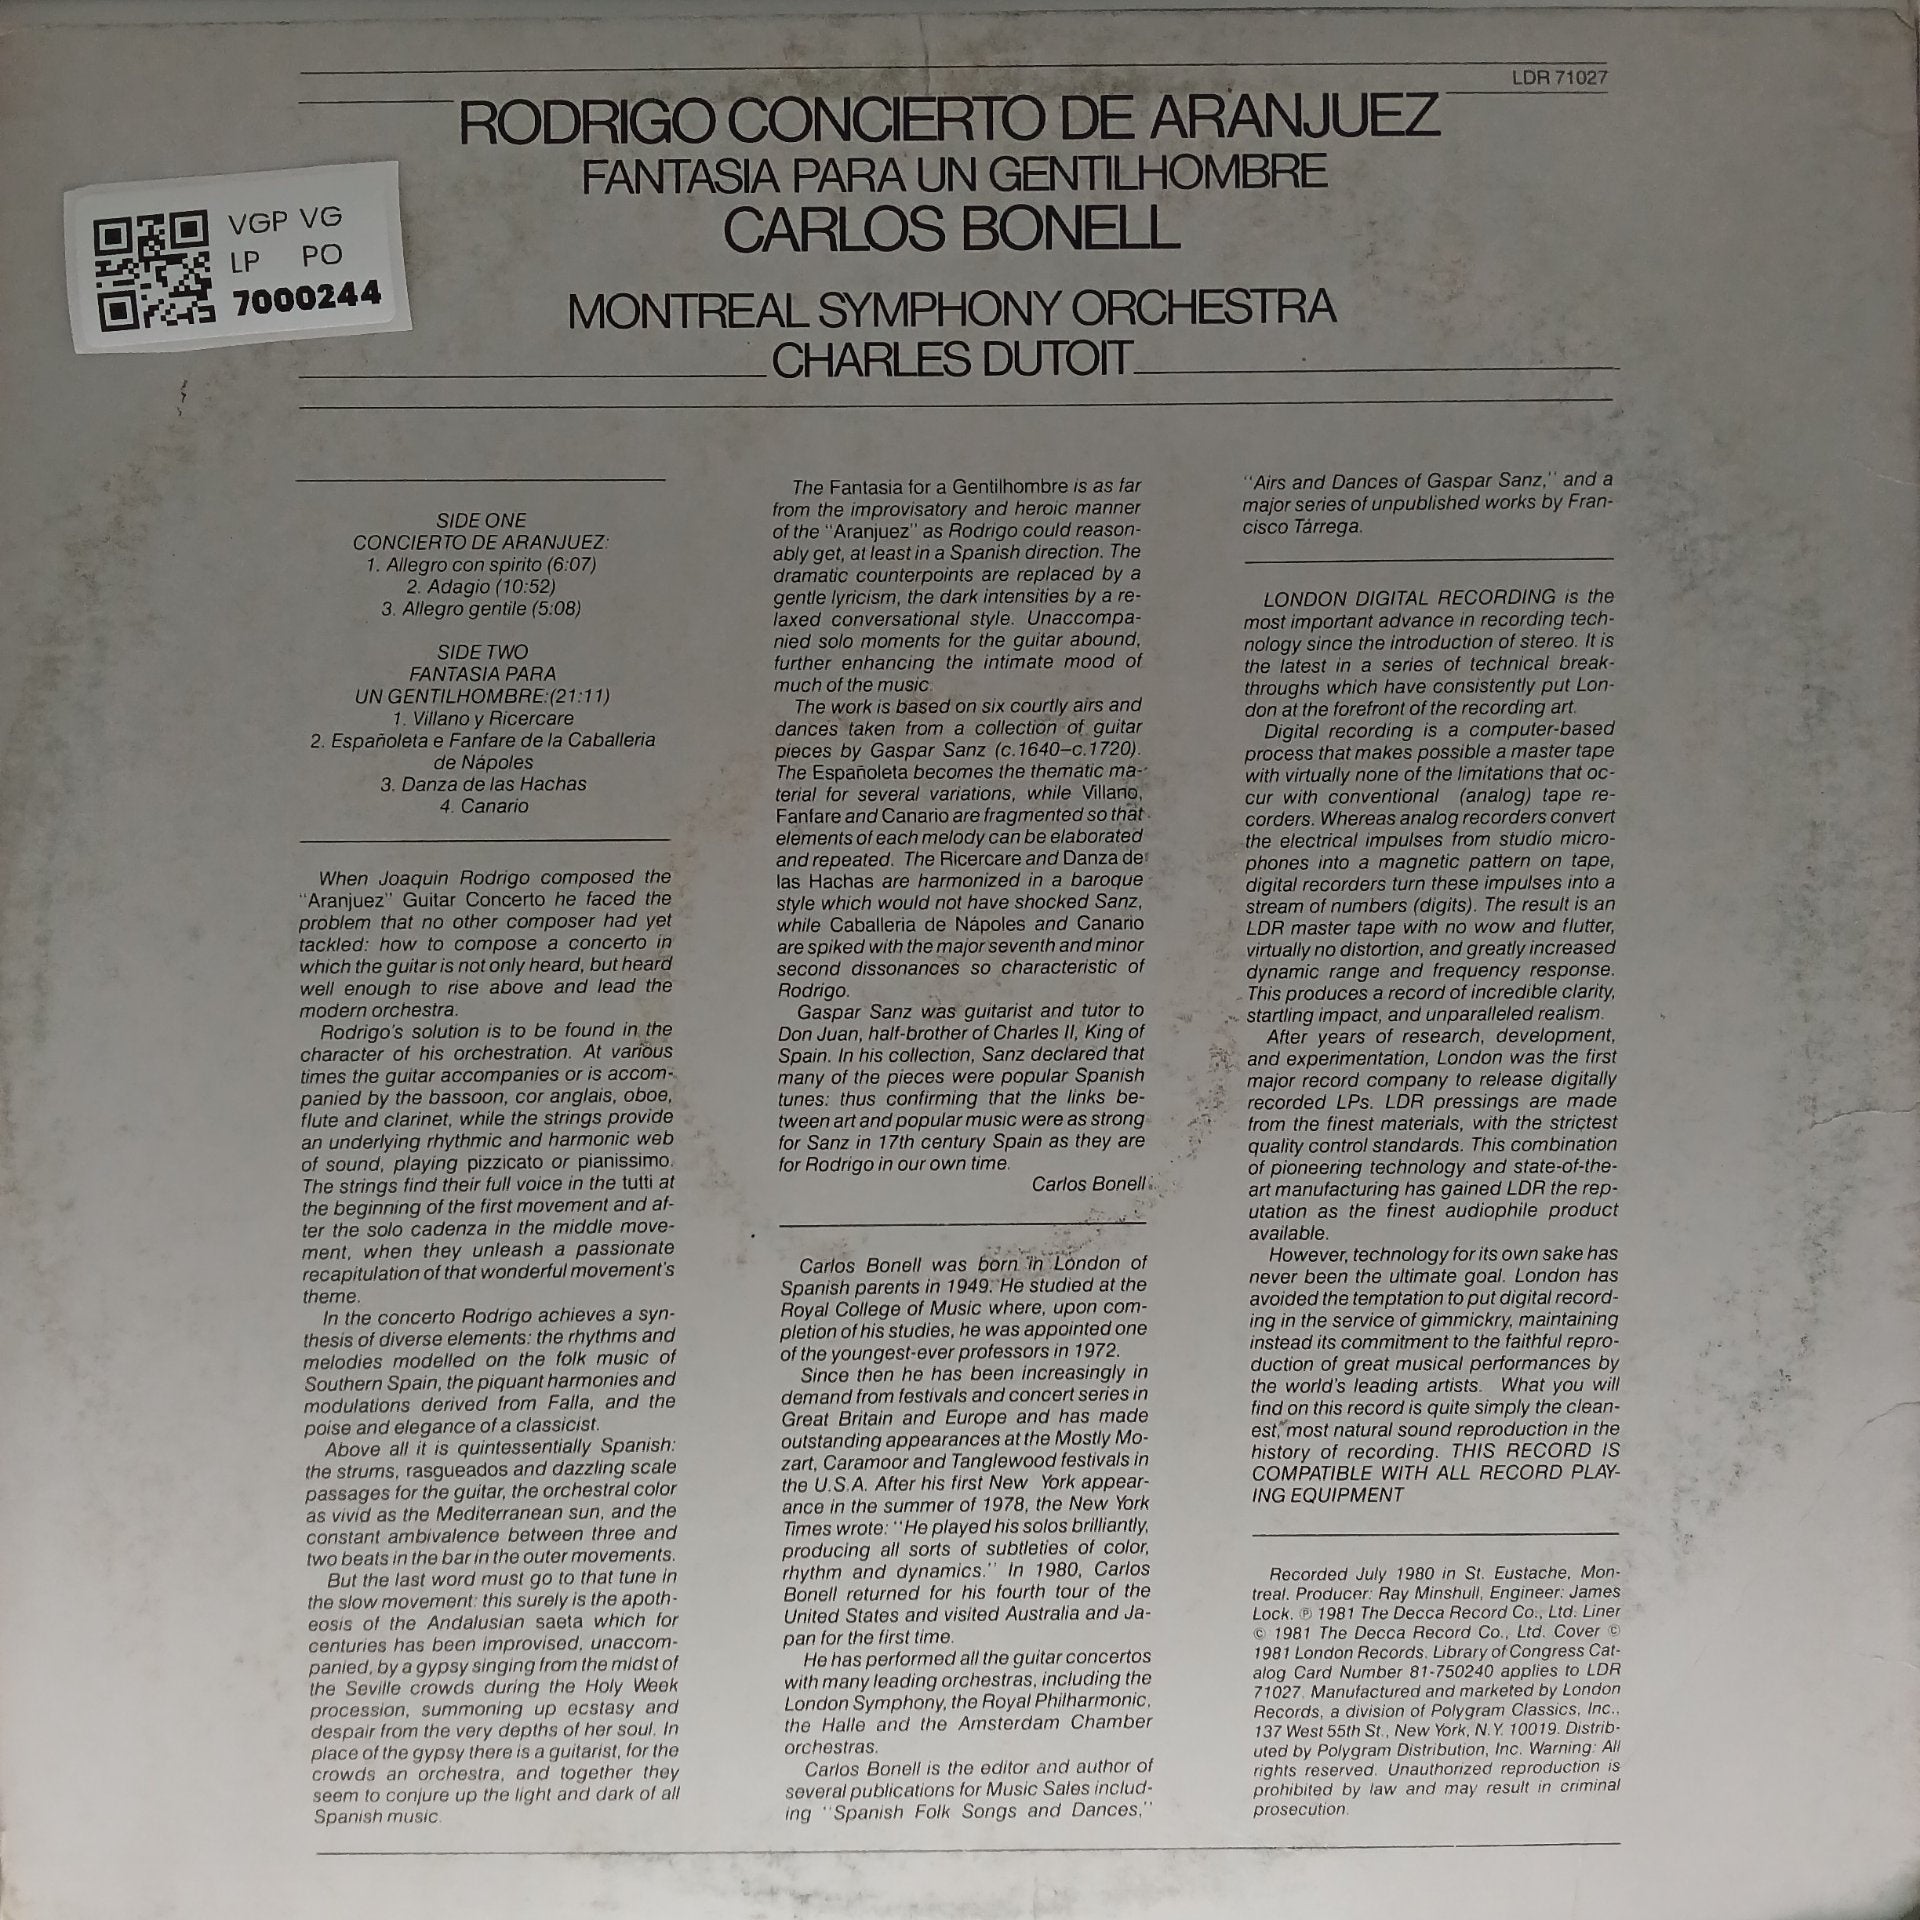 LDR 71027
RODRIGO CONCIERTO DE ARANJUEZ
FANTASIA PARA UN GENTILHOMBRE
CARLOS BONELL
MONTREAL SYMPHONY ORCHESTRA
CHARLES DUTOIT
VGP VG
LP PO
7000244
SIDE ONE
CONCIERTO DE ARANJUEZ:
1. Allegro con spirito (6:07)
2. Adagio (10:52)
3. Allegro gentile (5:08)
SIDE TWO
FANTASIA PARA
UN GENTILHOMBRE:(21:11)
1. Villano y Ricercare
2. Españoleta e Fanfare de la Caballeria
de Nápoles
3. Danza de las Hachas
4. Canario
When Joaquin Rodrigo composed the
"Aranjuez" Guitar Concerto he faced the
problem that no other composer had yet
tackled: how to compose a concerto in
which the guitar is not only heard, but heard
well enough to rise above and lead the
modern orchestra.
Rodrigo's solution is to be found in the
character of his orchestration. At various
times the guitar accompanies or is accom-
panied by the bassoon, cor anglais, oboe,
flute and clarinet, while the strings provide
an underlying rhythmic and harmonic web
of sound, playing pizzicato or pianissimo.
The strings find their full voice in the tutti at
the beginning of the first movement and af-
ter the solo cadenza in the middle move-
ment, when they unleash a passionate
recapitulation of that wonderful movement's
theme.
In the concerto Rodrigo achieves a syn-
thesis of diverse elements: the rhythms and
melodies modelled on the folk music of
Southern Spain, the piquant harmonies and
modulations derived from Falla, and the
poise and elegance of a classicist.
Above all it is quintessentially Spanish:
the strums, rasgueados and dazzling scale
passages for the guitar, the orchestral color
as vivid as the Mediterranean sun, and the
constant ambivalence between three and
two beats in the bar in the outer movements.
But the last word must go to that tune in
the slow movement: this surely is the apoth-
eosis of the Andalusian saeta which for
centuries has been improvised, unaccom-
panied, by a gypsy singing from the midst of
the Seville crowds during the Holy Week
procession, summoning up ecstasy and
despair from the very depths of her soul. In
place of the gypsy there is a guitarist, for the
crowds an orchestra, and together they
seem to conjure up the light and dark of all
Spanish music.
The Fantasia for a Gentilhombre is as far
from the improvisatory and heroic manner
of the "Aranjuez" as Rodrigo could reason-
ably get, at least in a Spanish direction. The
dramatic counterpoints are replaced by a
gentle lyricism, the dark intensities by a re-
laxed conversational style. Unaccompa-
nied solo moments for the guitar abound,
further enhancing the intimate mood of
much of the music.
The work is based on six courtly airs and
dances taken from a collection of guitar
pieces by Gaspar Sanz (c.1640–c.1720).
The Españoleta becomes the thematic ma-
terial for several variations, while Villano,
Fanfare and Canario are fragmented so that
elements of each melody can be elaborated
and repeated. The Ricercare and Danza de
las Hachas are harmonized in a baroque
style which would not have shocked Sanz,
while Caballeria de Nápoles and Canario
are spiked with the major seventh and minor
second dissonances so characteristic of
Rodrigo.
Gaspar Sanz was guitarist and tutor to
Don Juan, half-brother of Charles II, King of
Spain. In his collection, Sanz declared that
many of the pieces were popular Spanish
tunes: thus confirming that the links be-
tween art and popular music were as strong
for Sanz in 17th century Spain as they are
for Rodrigo in our own time.
Carlos Bonell
Carlos Bonell was born in London of
Spanish parents in 1949. He studied at the
Royal College of Music where, upon com-
pletion of his studies, he was appointed one
of the youngest-ever professors in 1972.
Since then he has been increasingly in
demand from festivals and concert series in
Great Britain and Europe and has made
outstanding appearances at the Mostly Mo-
zart, Caramoor and Tanglewood festivals in
the U.S.A. After his first New York appear-
ance in the summer of 1978, the New York
Times wrote: "He played his solos brilliantly,
producing all sorts of subtleties of color,
rhythm and dynamics." In 1980, Carlos
Bonell returned for his fourth tour of the
United States and visited Australia and Ja-
pan for the first time.
He has performed all the guitar concertos
with many leading orchestras, including the
London Symphony, the Royal Philharmonic,
the Halle and the Amsterdam Chamber
orchestras.
Carlos Bonell is the editor and author of
several publications for Music Sales includ-
ing "Spanish Folk Songs and Dances,"
"Airs and Dances of Gaspar Sanz," and a
major series of unpublished works by Fran-
cisco Tárrega.
LONDON DIGITAL RECORDING is the
most important advance in recording tech-
nology since the introduction of stereo. It is
the latest in a series of technical break-
throughs which have consistently put Lon-
don at the forefront of the recording art.
Digital recording is a computer-based
process that makes possible a master tape
with virtually none of the limitations that oc-
cur with conventional (analog) tape re-
corders. Whereas analog recorders convert
the electrical impulses from studio micro-
phones into a magnetic pattern on tape,
digital recorders turn these impulses into a
stream of numbers (digits). The result is an
LDR master tape with no wow and flutter,
virtually no distortion, and greatly increased
dynamic range and frequency response.
This produces a record of incredible clarity,
startling impact, and unparalleled realism.
After years of research, development,
and experimentation, London was the first
major record company to release digitally
recorded LPs. LDR pressings are made
from the finest materials, with the strictest
quality control standards. This combination
of pioneering technology and state-of-the-
art manufacturing has gained LDR the rep-
utation as the finest audiophile product
available.
However, technology for its own sake has
never been the ultimate goal. London has
avoided the temptation to put digital record-
ing in the service of gimmickry, maintaining
instead its commitment to the faithful repro-
duction of great musical performances by
the world's leading artists. What you will
find on this record is quite simply the clean-
est, most natural sound reproduction in the
history of recording. THIS RECORD IS
COMPATIBLE WITH ALL RECORD PLAY-
ING EQUIPMENT
Recorded July 1980 in St. Eustache, Mon-
treal. Producer: Ray Minshull, Engineer: James
Lock. ℗ 1981 The Decca Record Co., Ltd. Liner
© 1981 The Decca Record Co., Ltd. Cover ©
1981 London Records. Library of Congress Cat-
alog Card Number 81-750240 applies to LDR
71027. Manufactured and marketed by London
Records, a division of Polygram Classics, Inc.,
137 West 55th St., New York, N.Y. 10019. Distrib-
uted by Polygram Distribution, Inc. Warning: All
rights reserved. Unauthorized reproduction is
prohibited by law and may result in criminal
prosecution.